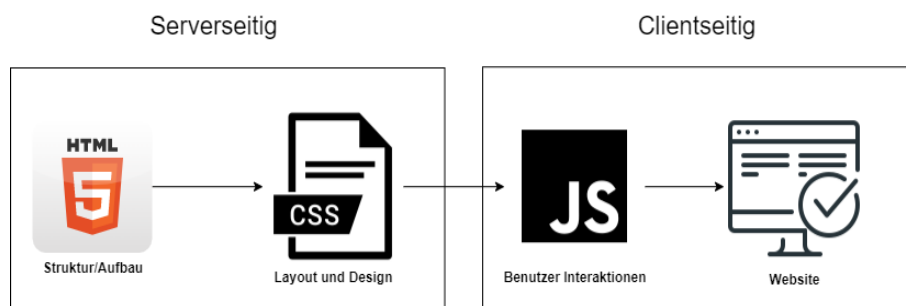 Serverseitig
Clientseitig
HTML
5
CSS
JS
Struktur/Aufbau
Layout und Design
Benutzer Interaktionen
Website